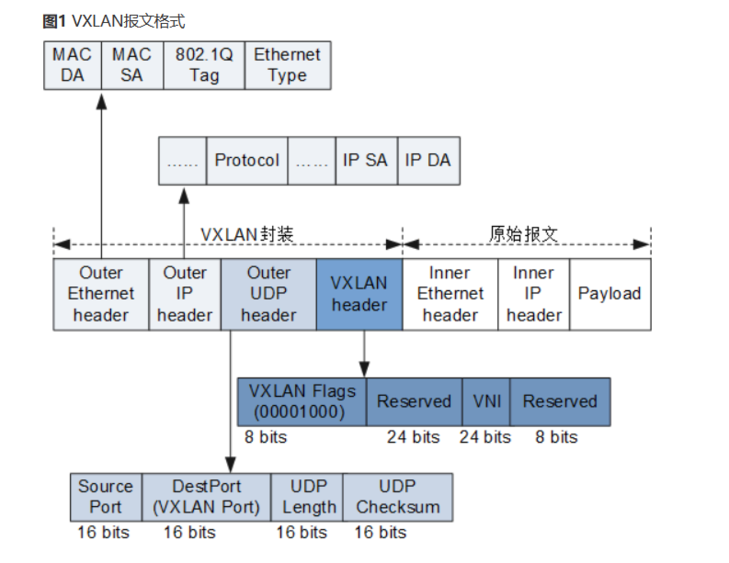 图1 VXLAN报文格式
MAC DA
MAC SA
802.1Q Tag
Ethernet Type
......
Protocol
......
IP SA
IP DA
VXLAN封装
原始报文
Outer Ethernet header
Outer IP header
Outer UDP header
VXLAN header
Inner Ethernet header
Inner IP header
Payload
VXLAN Flags (00001000)
Reserved
VNI
Reserved
8 bits
24 bits
24 bits
8 bits
Source Port
DestPort (VXLAN Port)
UDP Length
UDP Checksum
16 bits
16 bits
16 bits
16 bits